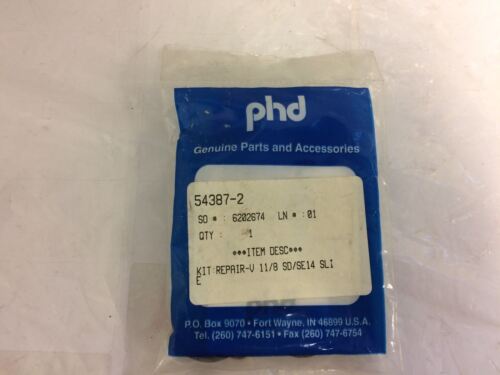 phd
Genuine Parts and Accessories
54387-2
SO # : 6202674 LN # : 01
QTY : 1
***ITEM DESC***
KIT REPAIR-V 11/8 SD/SE14 SLI
E
phd
P.O. Box 9070 • Fort Wayne, IN 46899 U.S.A.
Tel. (260) 747-6151 • Fax (260) 747-6754